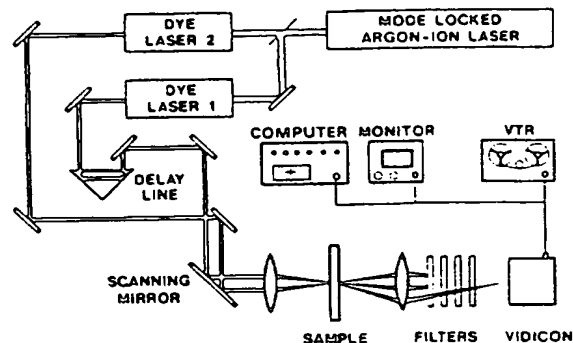 DYE
LASER 2
MODE LOCKED
ARGON-ION LASER
DYE
LASER 1
COMPUTER
MONITOR
VTR
DELAY
LINE
SCANNING
MIRROR
SAMPLE
FILTERS
VIDICON